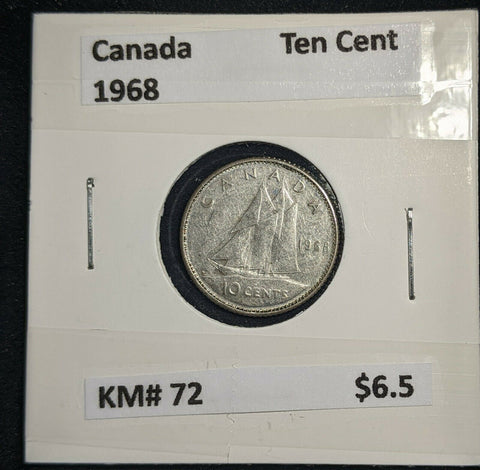 Canada Ten Cent
1968
CANADA
1968
10 CENTS
KM# 72 $6.5